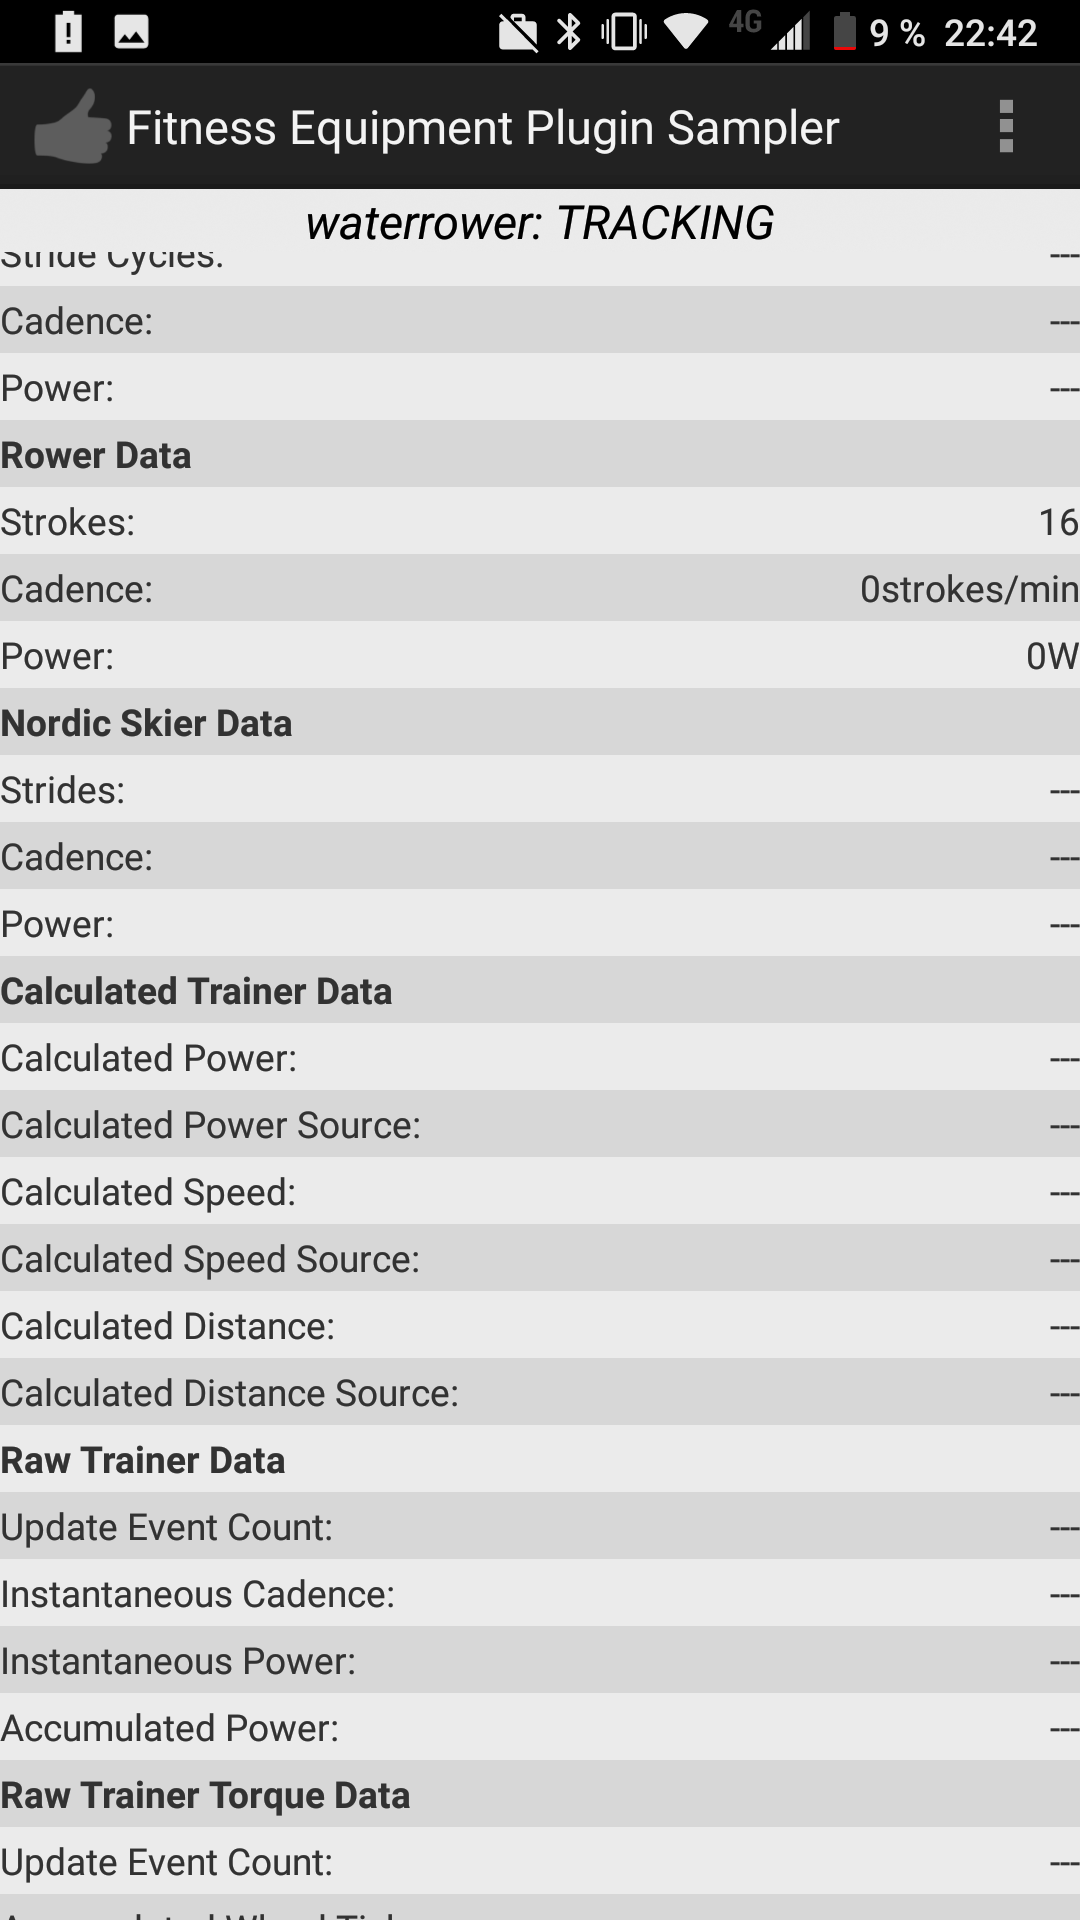 4G 9 % 22:42
Fitness Equipment Plugin Sampler
waterrower: TRACKING
Stride Cycles: ---
Cadence: ---
Power: ---
Rower Data
Strokes: 16
Cadence: 0strokes/min
Power: 0W
Nordic Skier Data
Strides: ---
Cadence: ---
Power: ---
Calculated Trainer Data
Calculated Power: ---
Calculated Power Source: ---
Calculated Speed: ---
Calculated Speed Source: ---
Calculated Distance: ---
Calculated Distance Source: ---
Raw Trainer Data
Update Event Count: ---
Instantaneous Cadence: ---
Instantaneous Power: ---
Accumulated Power: ---
Raw Trainer Torque Data
Update Event Count: ---